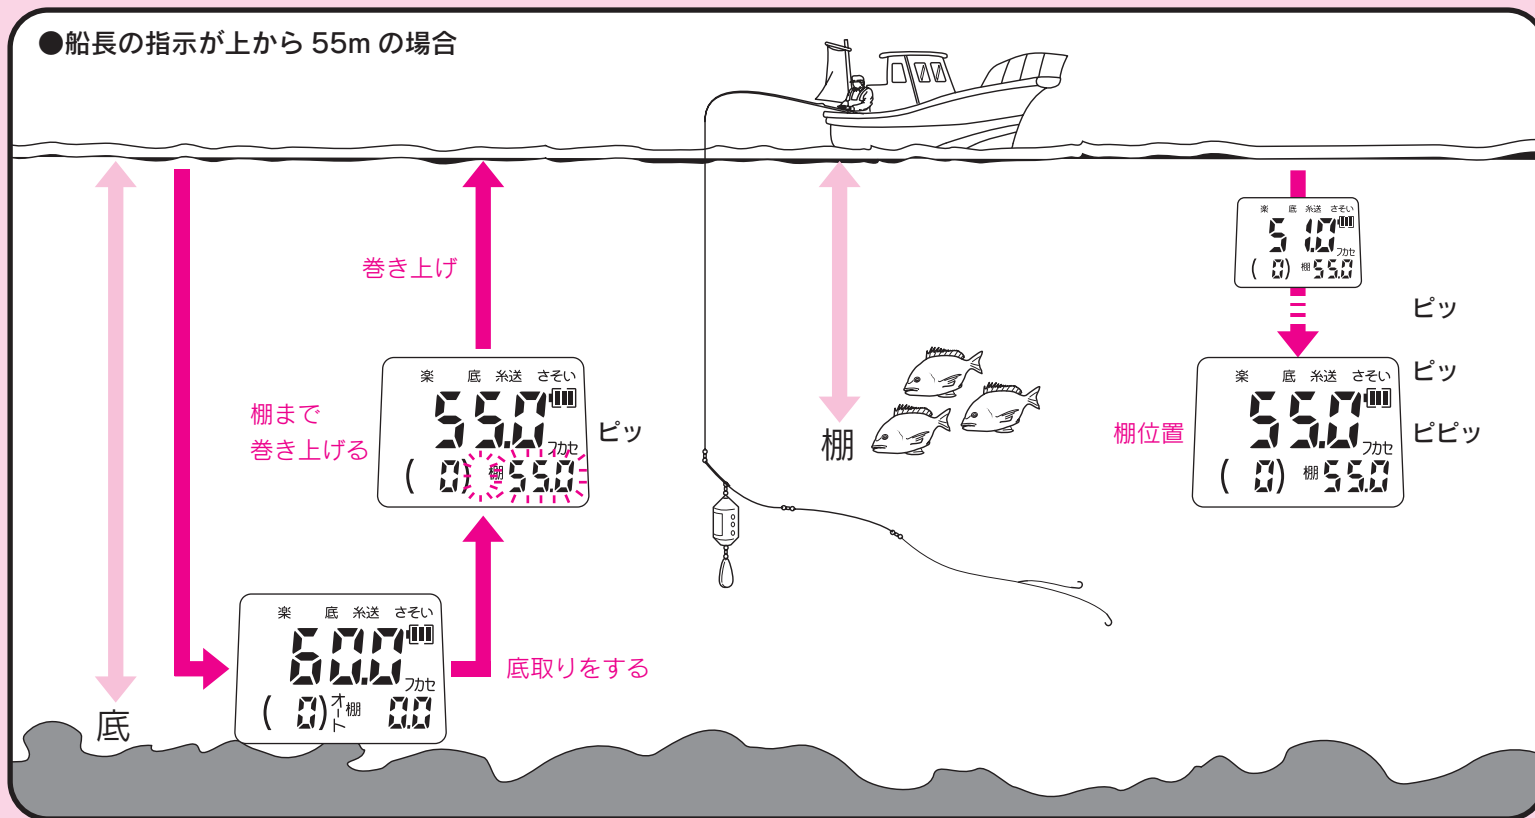 ●船長の指示が上から 55m の場合
巻き上げ
棚まで
巻き上げる
楽 底 糸送 さそい
55.0
フカセ
( 0) 棚 55.0
ピッ
底取りをする
楽 底 糸送 さそい
60.0
フカセ
( 0) オート 棚 0.0
底
棚
楽 底 糸送 さそい
51.0
フカセ
( 0) 棚 55.0
ピッ
ピッ
棚位置
楽 底 糸送 さそい
55.0
フカセ
( 0) 棚 55.0
ピピッ